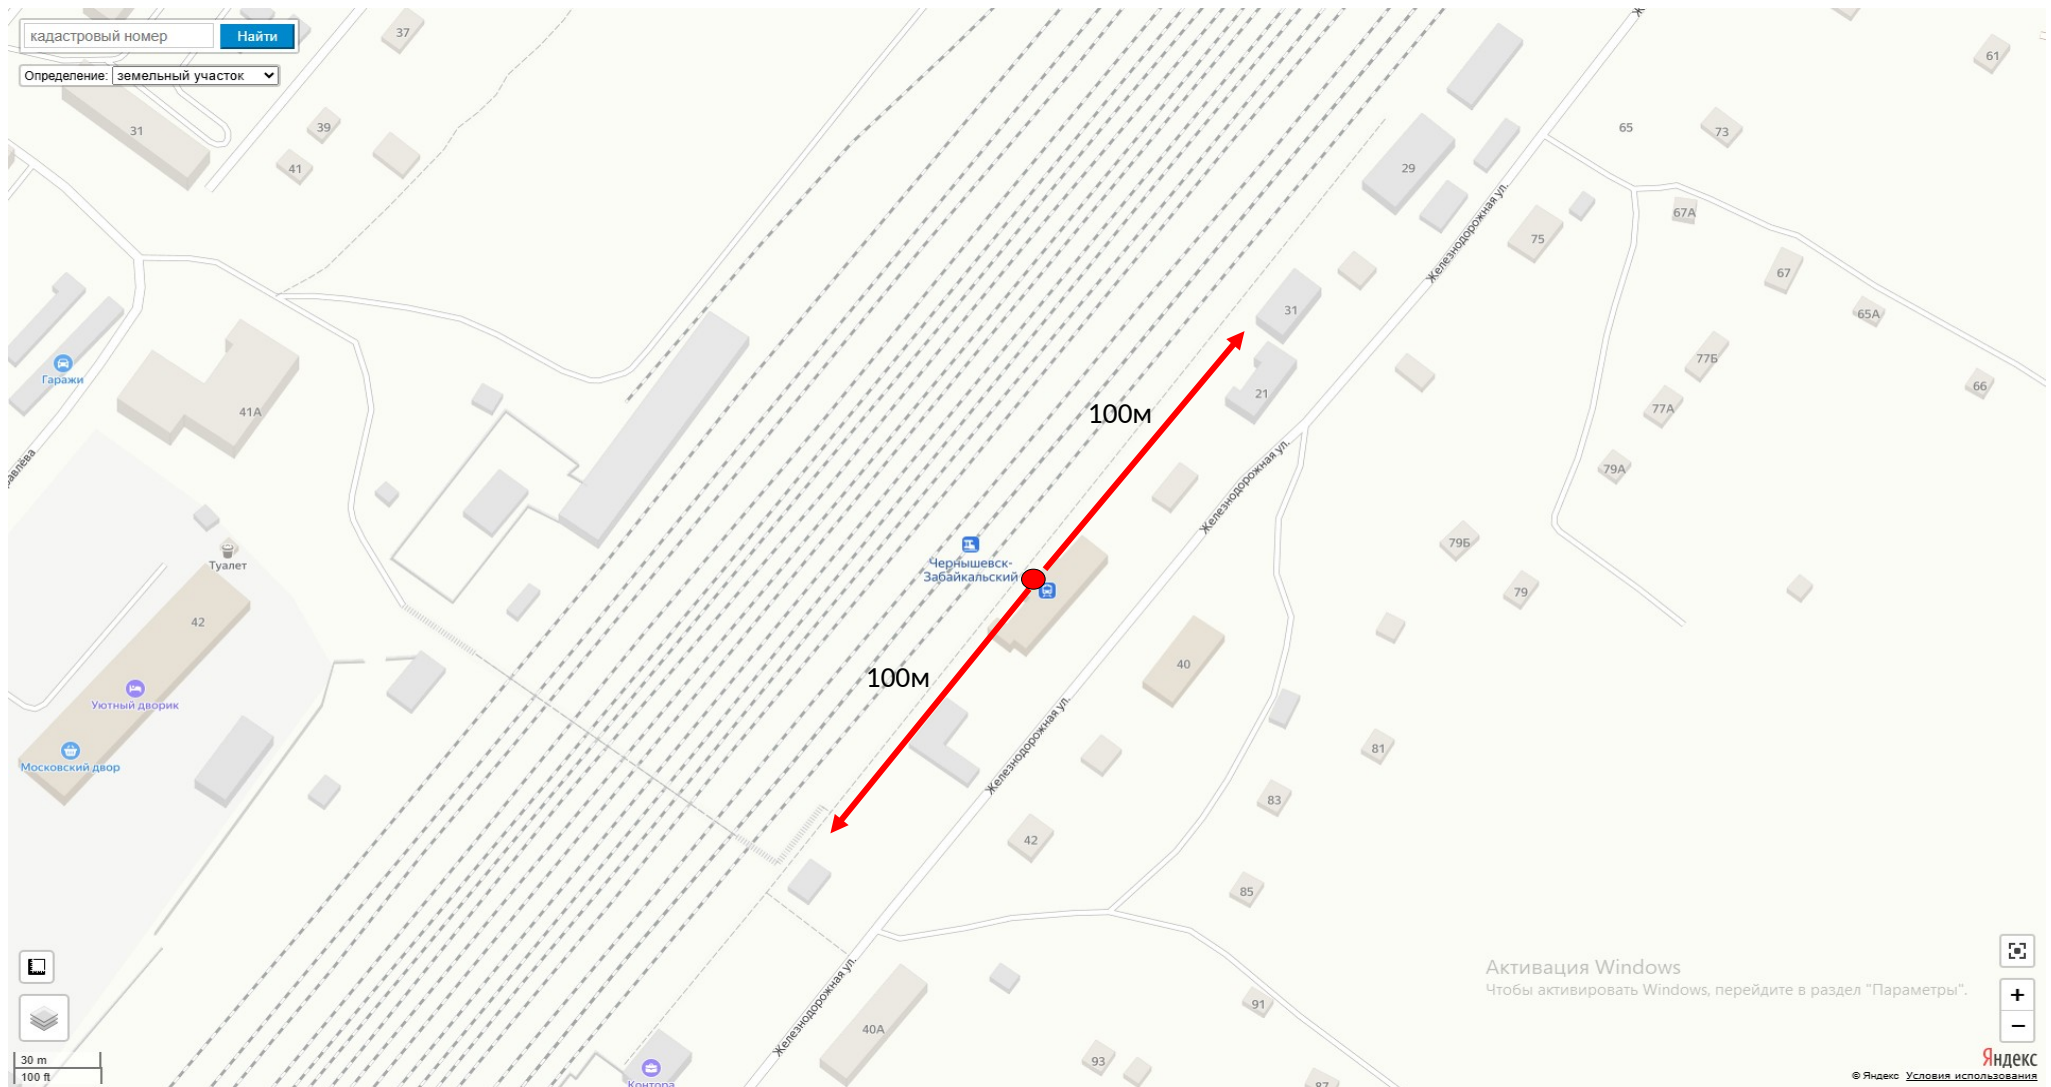 кадастровый номер
Найти
Определение: земельный участок
37
61
31
39
41
65
73
29
Железнодорожная ул.
67А
75
67
31
65А
Гаражи
77Б
66
21
77А
41А
100м
79А
Железнодорожная ул.
79Б
Чернышевск-
Забайкальский
Туалет
79
42
40
100м
Уютный дворик
Железнодорожная ул.
81
Московский двор
83
42
85
Активация Windows
Чтобы активировать Windows, перейдите в раздел "Параметры".
Железнодорожная ул.
91
+
−
40А
30 m
100 ft
93
Контора
87
Яндекс
© Яндекс Условия использования